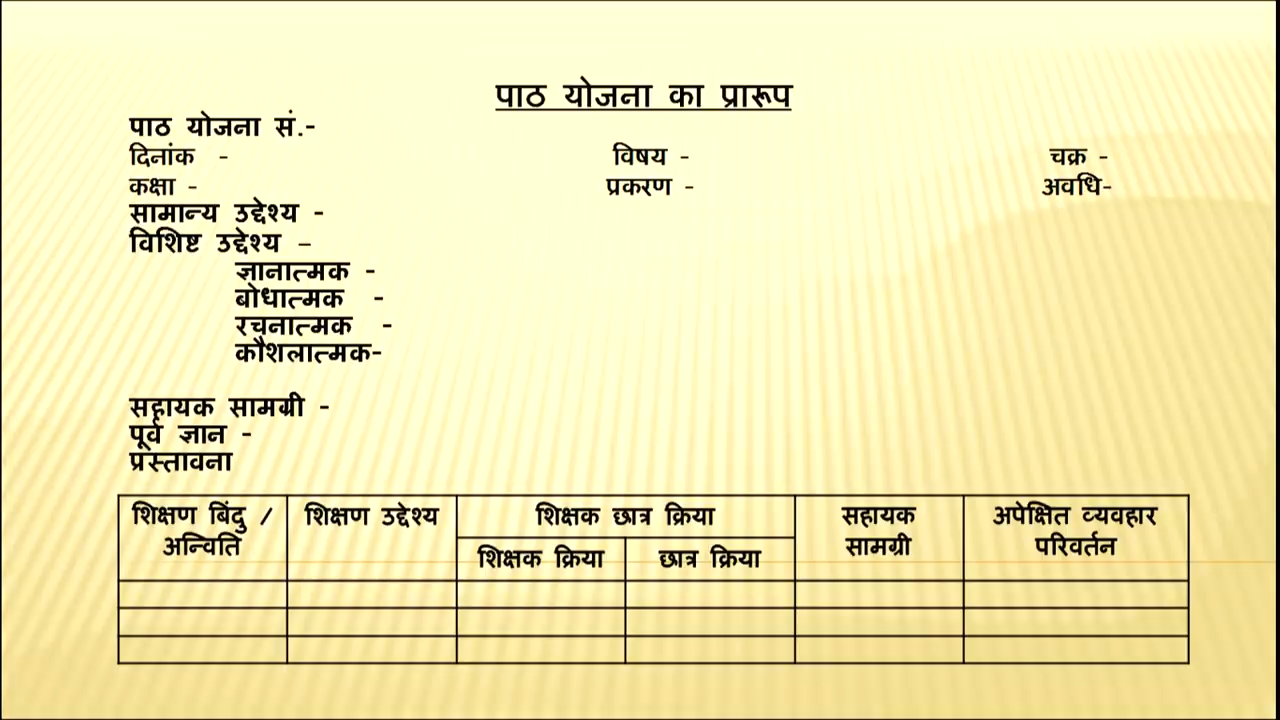 पाठ योजना का प्रारूप
पाठ योजना सं.-
दिनांक - विषय - चक्र -
कक्षा - प्रकरण - अवधि-
सामान्य उद्देश्य -
विशिष्ट उद्देश्य –
ज्ञानात्मक -
बोधात्मक -
रचनात्मक -
कौशलात्मक-
सहायक सामग्री -
पूर्व ज्ञान -
प्रस्तावना
शिक्षण बिंदु / शिक्षण उद्देश्य शिक्षक छात्र क्रिया सहायक अपेक्षित व्यवहार
अन्विति शिक्षक क्रिया छात्र क्रिया सामग्री परिवर्तन